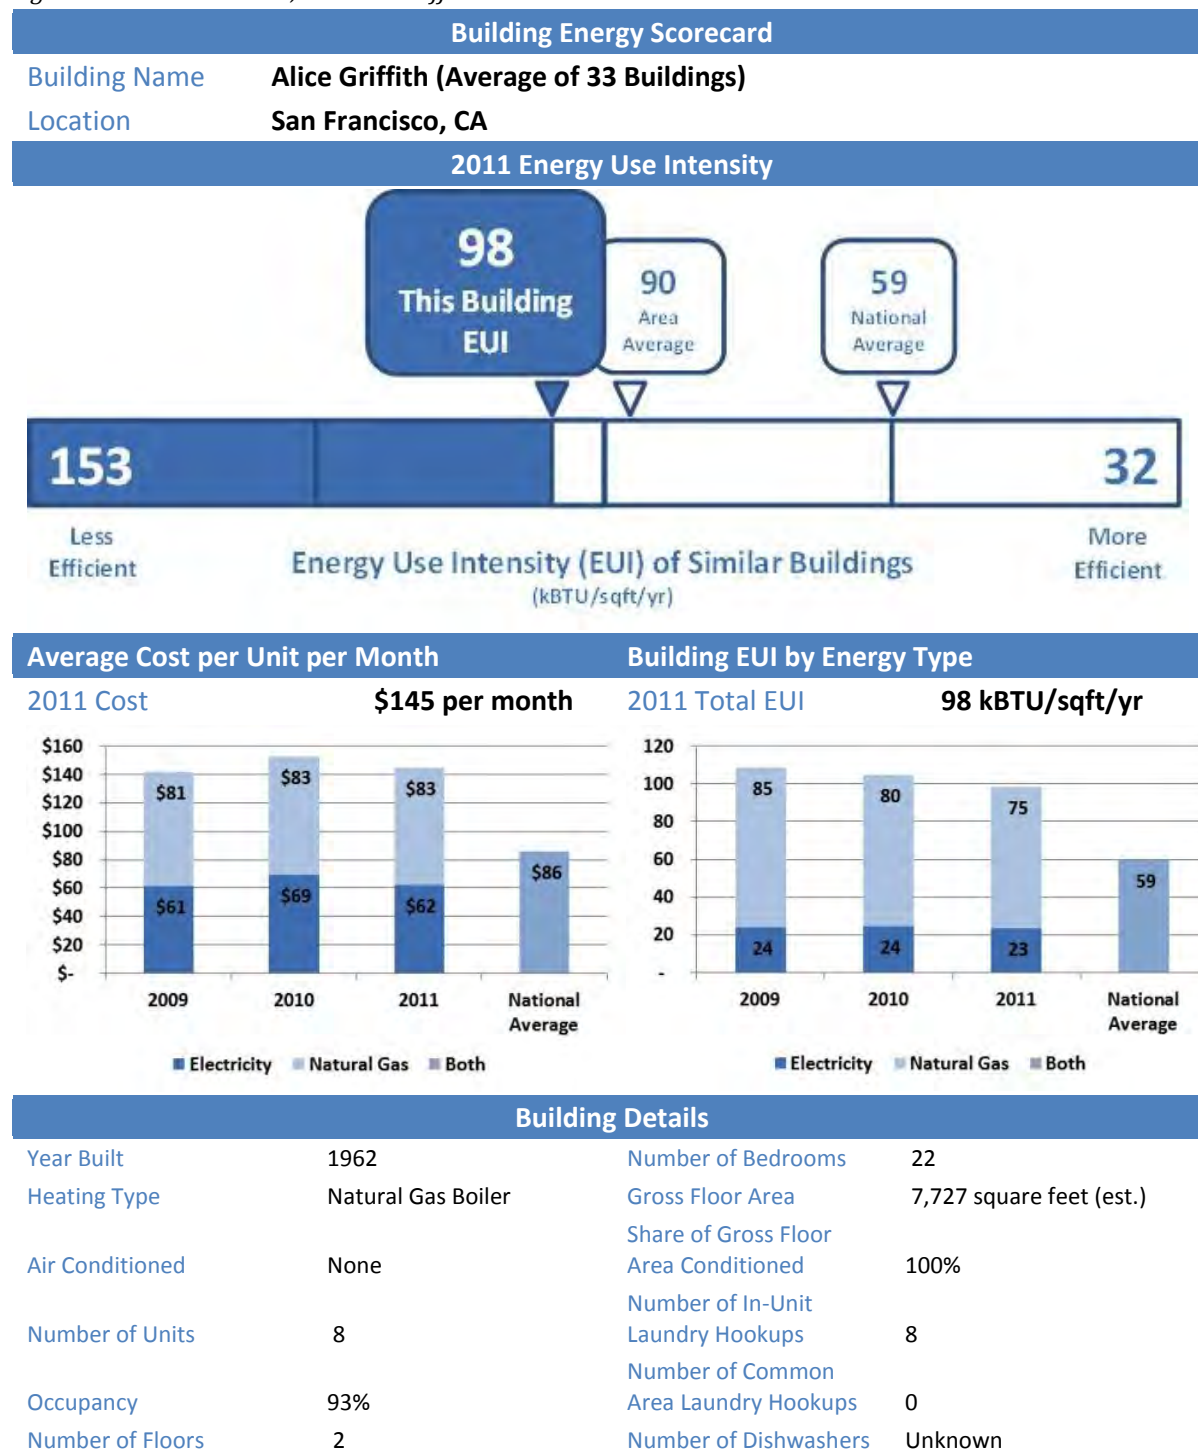 Building Energy Scorecard
Building Name Alice Griffith (Average of 33 Buildings)
Location San Francisco, CA
2011 Energy Use Intensity
98
This Building
EUI
90
Area
Average
59
National
Average
153
32
Less
Efficient
More
Efficient
Energy Use Intensity (EUI) of Similar Buildings
(kBTU/sqft/yr)
Average Cost per Unit per Month
2011 Cost $145 per month
$160
$140
$120
$100
$80
$60
$40
$20
$-
$81
$83
$83
$86
$61
$69
$62
2009 2010 2011 National
Average
Electricity Natural Gas Both
Building EUI by Energy Type
2011 Total EUI 98 kBTU/sqft/yr
120
100
80
60
40
20
-
85
80
75
59
24
24
23
2009 2010 2011 National
Average
Electricity Natural Gas Both
Building Details
Year Built 1962 Number of Bedrooms 22
Heating Type Natural Gas Boiler Gross Floor Area 7,727 square feet (est.)
Share of Gross Floor
Air Conditioned None Area Conditioned 100%
Number of In-Unit
Number of Units 8 Laundry Hookups 8
Number of Common
Occupancy 93% Area Laundry Hookups 0
Number of Floors 2 Number of Dishwashers Unknown